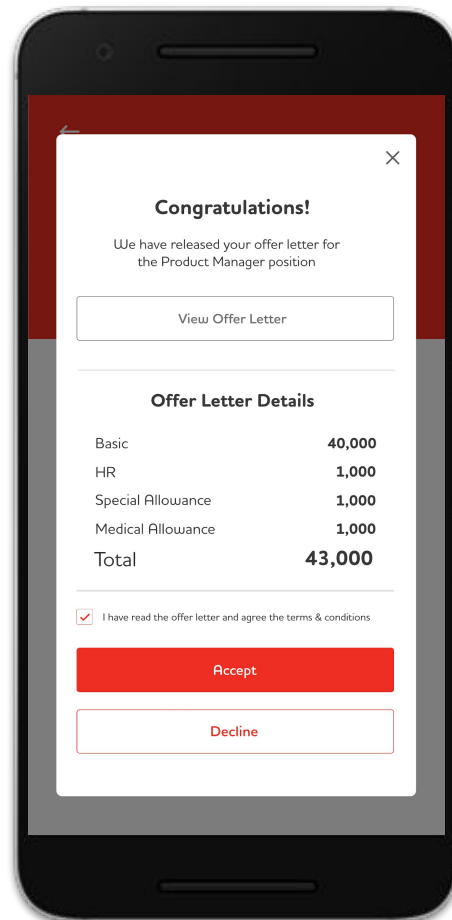 Congratulations!
We have released your offer letter for
the Product Manager position
View Offer Letter
Offer Letter Details
Basic 40,000
HR 1,000
Special Allowance 1,000
Medical Allowance 1,000
Total 43,000
I have read the offer letter and agree the terms & conditions
Accept
Decline